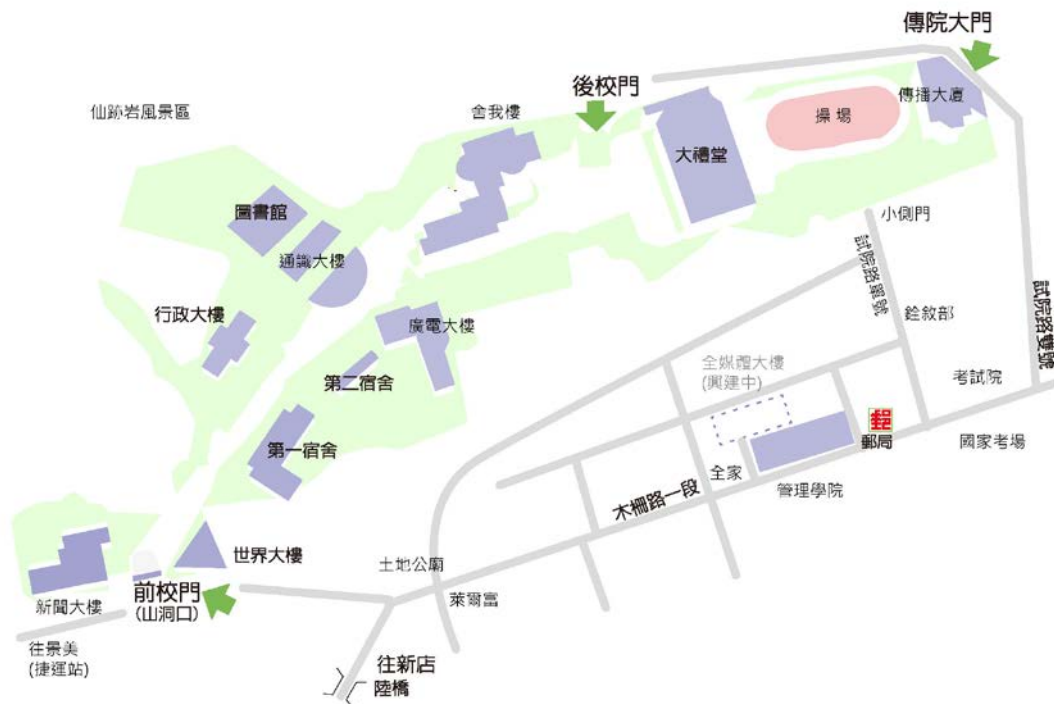 傳院大門
後校門
仙跡岩風景區
舍我樓
傳播大廈
操場
大禮堂
圖書館
小側門
通識大樓
試院路單號
行政大樓
銓敘部
試院路雙號
廣電大樓
全媒體大樓
(興建中)
第二宿舍
考試院
郵
第一宿舍
郵局
國家考場
全家
管理學院
木柵路一段
世界大樓
土地公廟
前校門
(山洞口)
新聞大樓
萊爾富
往景美
(捷運站)
往新店
陸橋